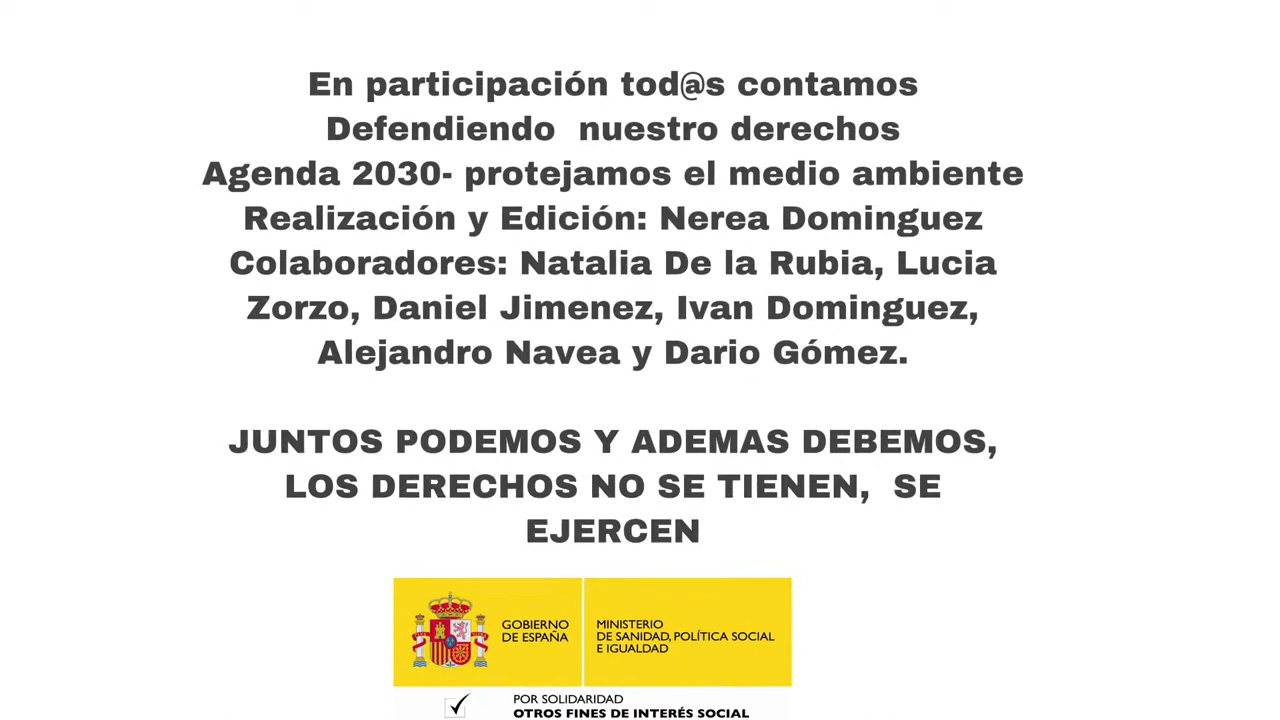 En participación tod@s contamos
Defendiendo  nuestro derechos
Agenda 2030- protejamos el medio ambiente
Realización y Edición: Nerea Dominguez
Colaboradores: Natalia De la Rubia, Lucia
Zorzo, Daniel Jimenez, Ivan Dominguez,
Alejandro Navea y Dario Gómez.
JUNTOS PODEMOS Y ADEMAS DEBEMOS,
LOS DERECHOS NO SE TIENEN,  SE
EJERCEN
GOBIERNO
DE ESPAÑA
MINISTERIO
DE SANIDAD, POLÍTICA SOCIAL
E IGUALDAD
POR SOLIDARIDAD
OTROS FINES DE INTERÉS SOCIAL